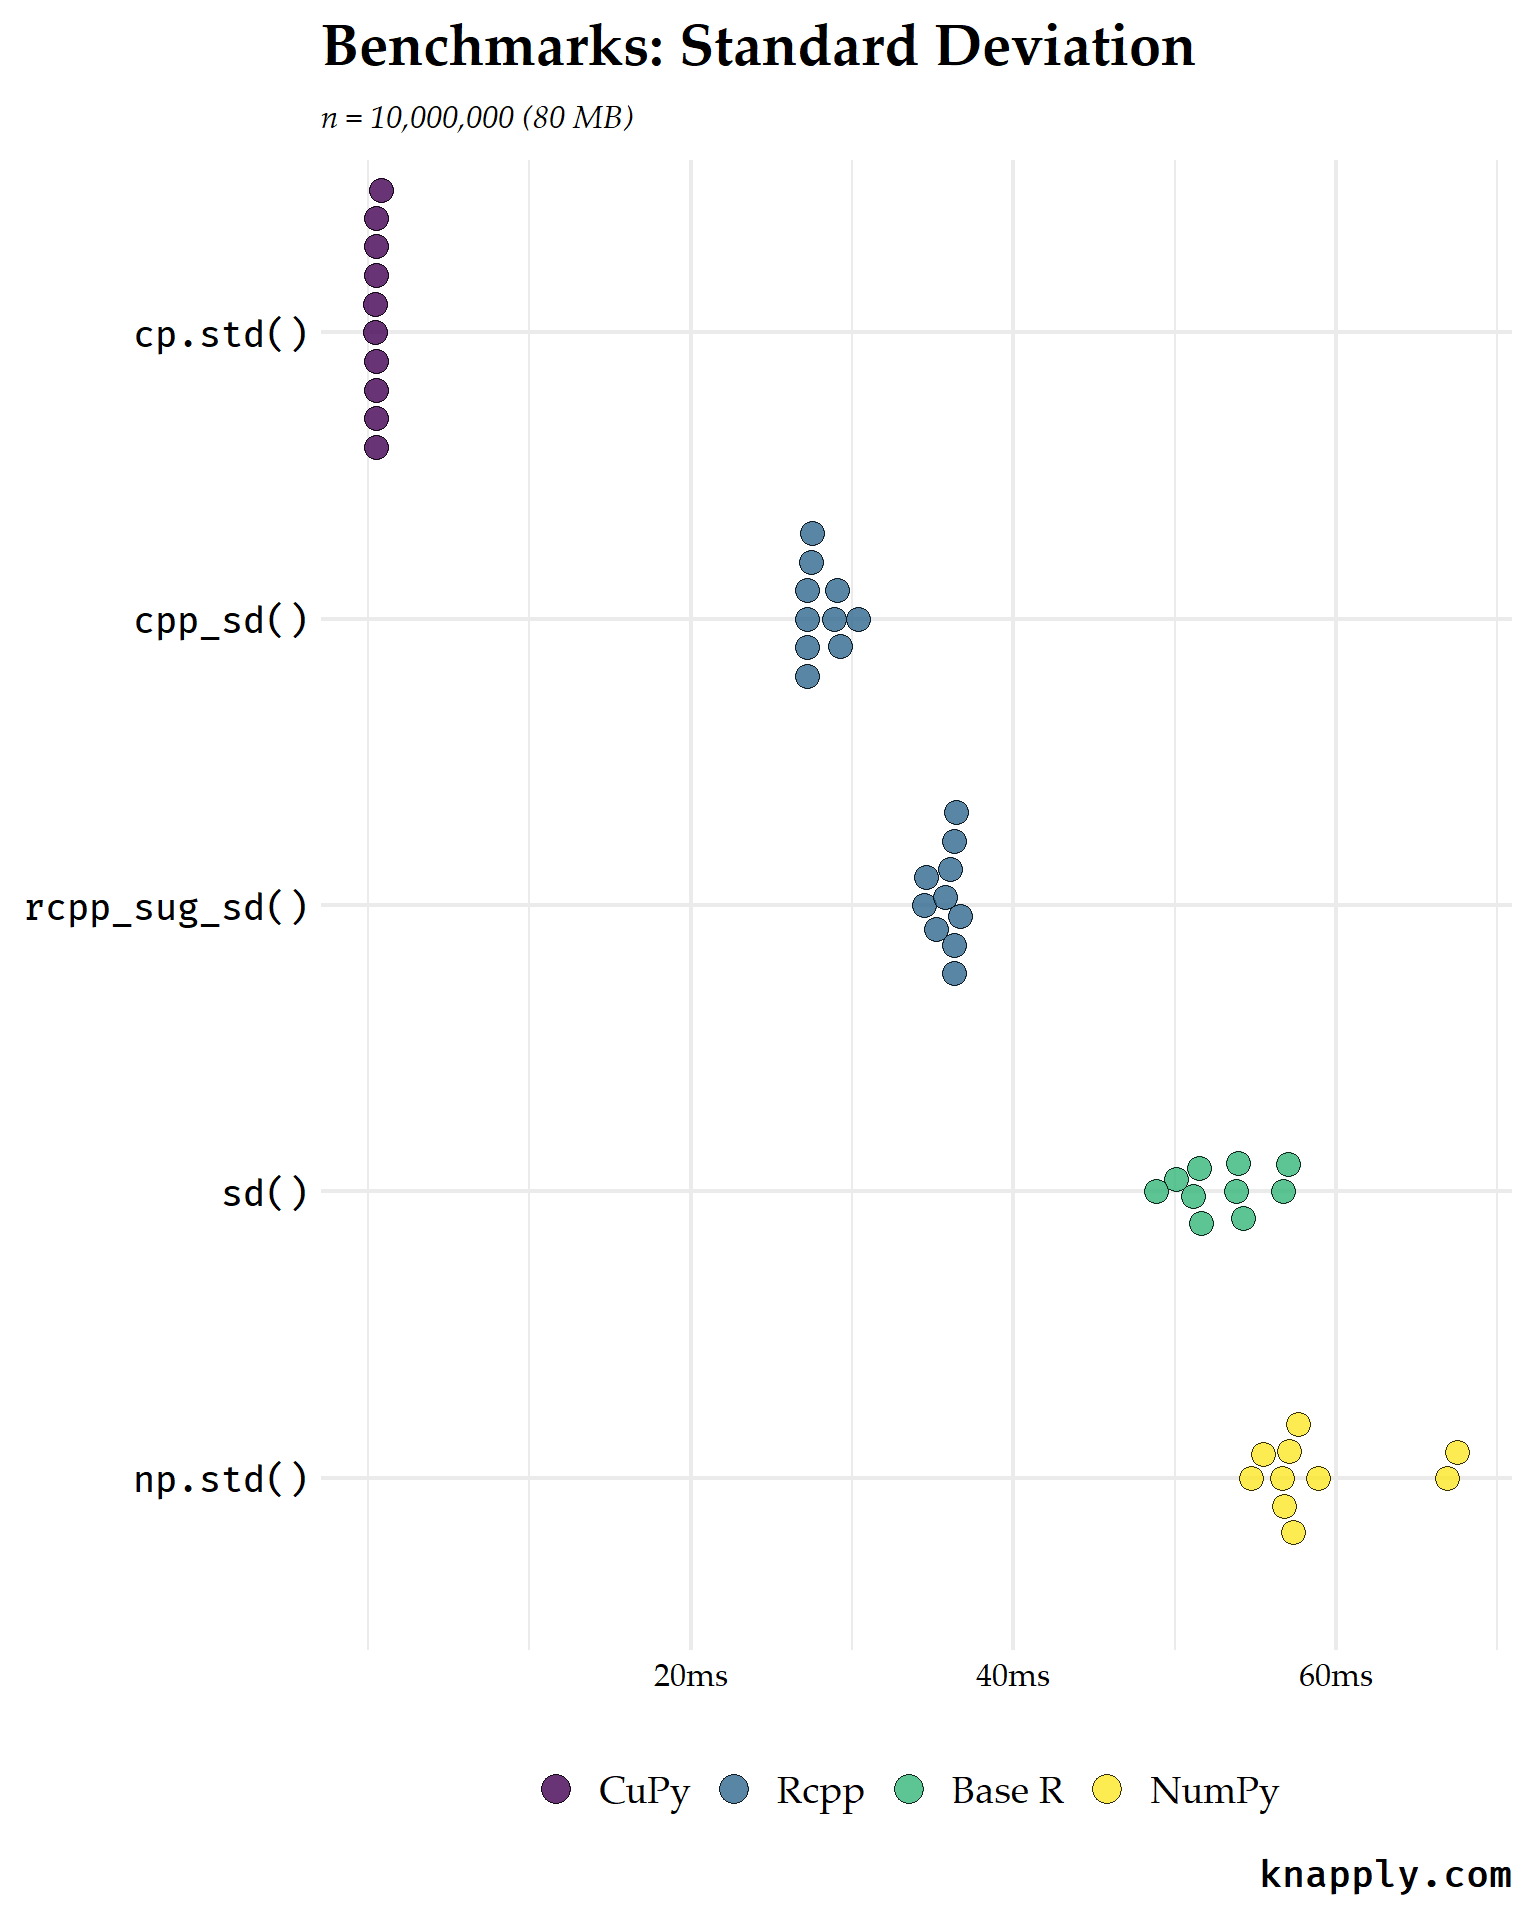 Benchmarks: Standard Deviation
n = 10,000,000 (80 MB)
cp.std()
cpp_sd()
rcpp_sug_sd()
sd()
np.std()
20ms 40ms 60ms
CuPy Rcpp Base R NumPy
knapply.com